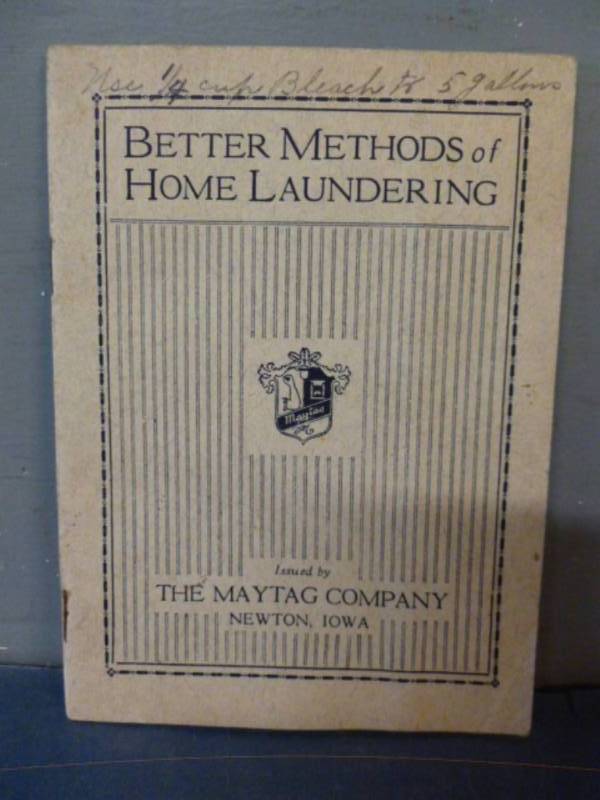 Use 1/4 cup Bleach to 5 gallons
BETTER METHODS of
HOME LAUNDERING
Maytag
Issued by
THE MAYTAG COMPANY
NEWTON, IOWA